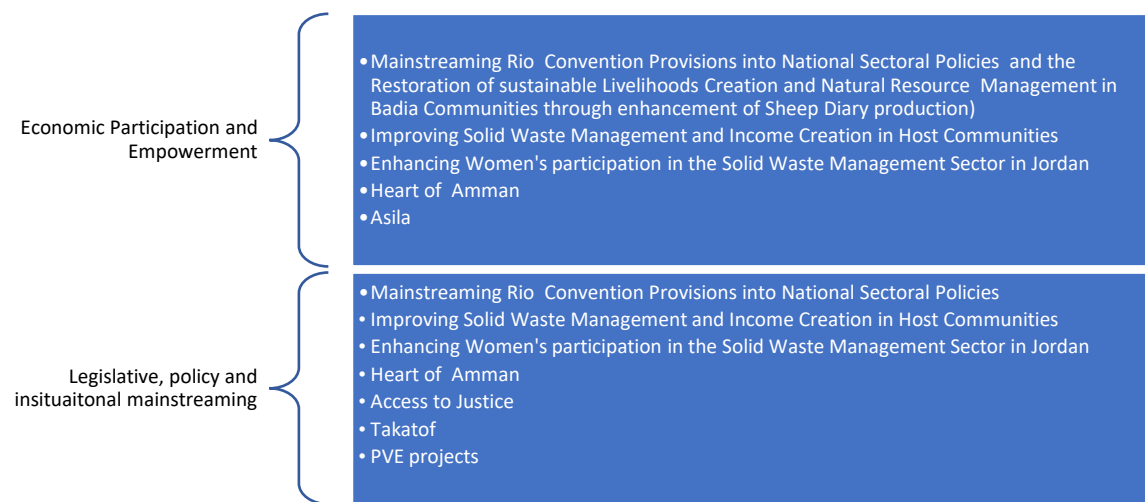 Economic Participation and
Empowerment
•Mainstreaming Rio Convention Provisions into National Sectoral Policies and the
Restoration of sustainable Livelihoods Creation and Natural Resource Management in
Badia Communities through enhancement of Sheep Diary production)
•Improving Solid Waste Management and Income Creation in Host Communities
•Enhancing Women's participation in the Solid Waste Management Sector in Jordan
•Heart of Amman
•Asila
Legislative, policy and
insituaitonal mainstreaming
•Mainstreaming Rio Convention Provisions into National Sectoral Policies
• Improving Solid Waste Management and Income Creation in Host Communities
• Enhancing Women's participation in the Solid Waste Management Sector in Jordan
• Heart of Amman
• Access to Justice
• Takatof
• PVE projects